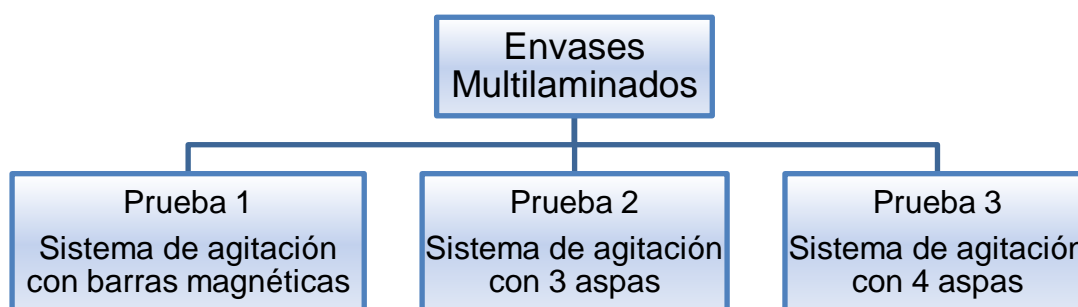 Envases
Multilaminados
Prueba 1
Sistema de agitación
con barras magnéticas
Prueba 2
Sistema de agitación
con 3 aspas
Prueba 3
Sistema de agitación
con 4 aspas